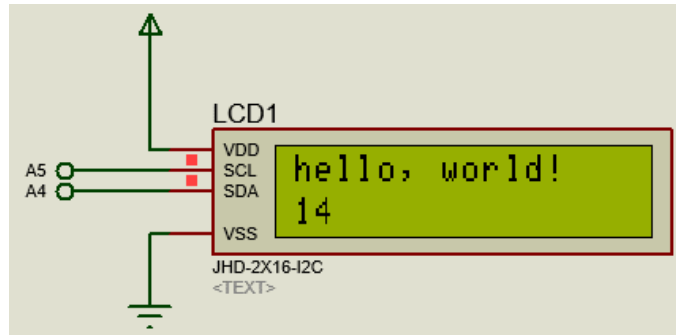 LCD1
VDD
A5 SCL
A4 SDA
VSS
hello, world!
14
JHD-2X16-I2C
<TEXT>